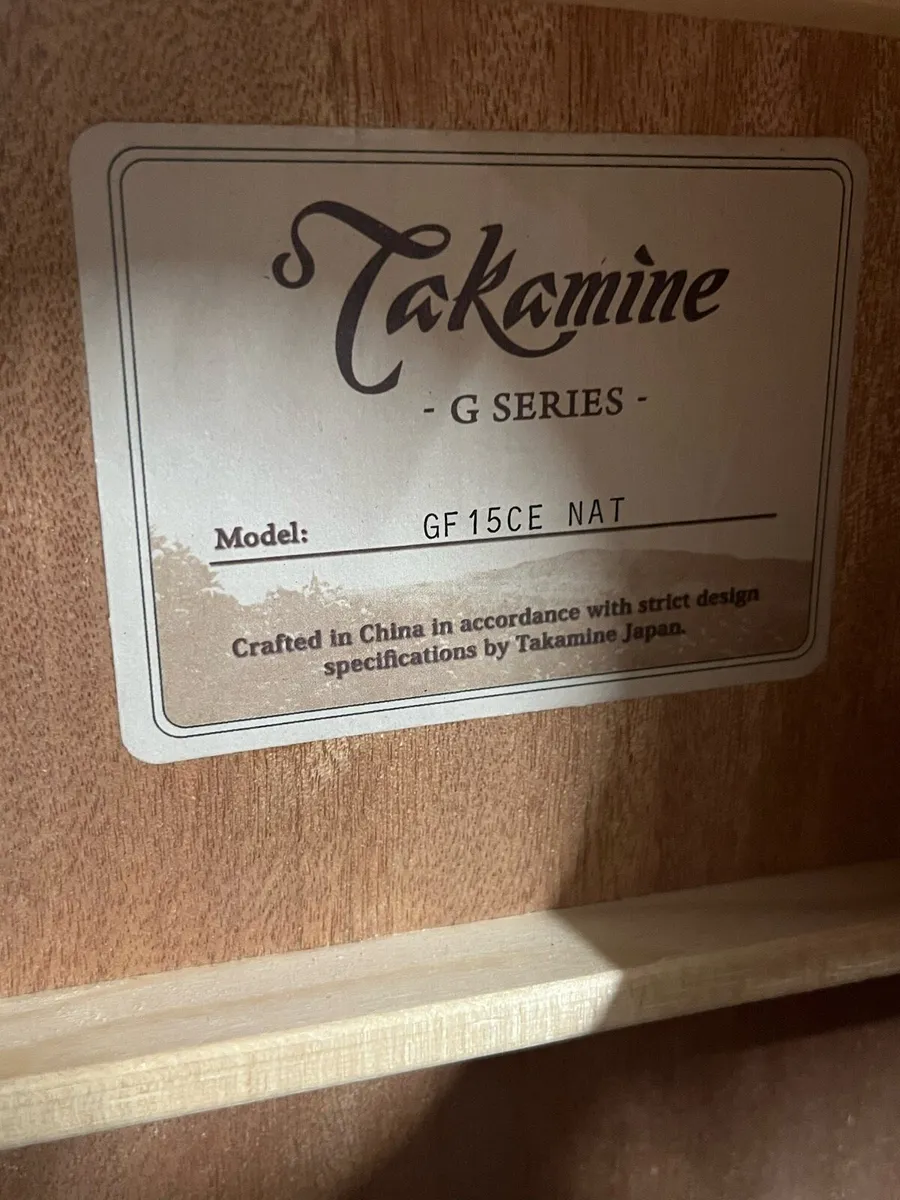 Takamine
- G SERIES -
Model: GF15CE NAT
Crafted in China in accordance with strict design
specifications by Takamine Japan.